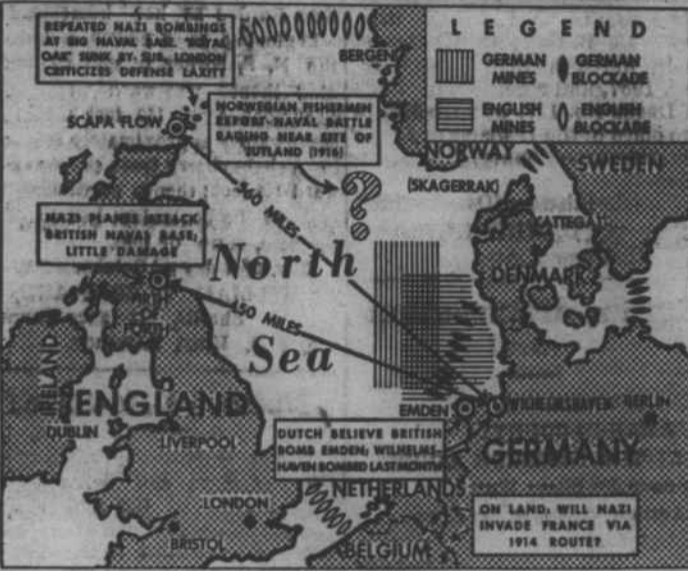 REPEATED NAZI BOMBINGS
AT BIG NAVAL BASE. "ROYAL
OAK" SUNK BY SUB, LONDON
CRITICIZES DEFENSE LAXITY
BERGEN
LEGEND
GERMAN
MINES
GERMAN
BLOCKADE
ENGLISH
MINES
ENGLISH
BLOCKADE
SCAPA FLOW
NORWEGIAN FISHERMEN
REPORT NAVAL BATTLE
RAGING NEAR SITE OF
JUTLAND (1916)
?
NORWAY
SWEDEN
(SKAGERRAK)
KATTEGAT
560 MILES
NAZI PLANES ATTACK
BRITISH NAVAL BASE;
LITTLE DAMAGE
North
Sea
DENMARK
FIRTH
FORTH
450 MILES
IRELAND
ENGLAND
DUBLIN
LIVERPOOL
EMDEN
WILHELMSHAVEN
BERLIN
GERMANY
DUTCH BELIEVE BRITISH
BOMB EMDEN; WILHELMS-
HAVEN BOMBED LAST MONTH
NETHERLANDS
LONDON
BRISTOL
BELGIUM
ON LAND: WILL NAZI
INVADE FRANCE VIA
1914 ROUTE?